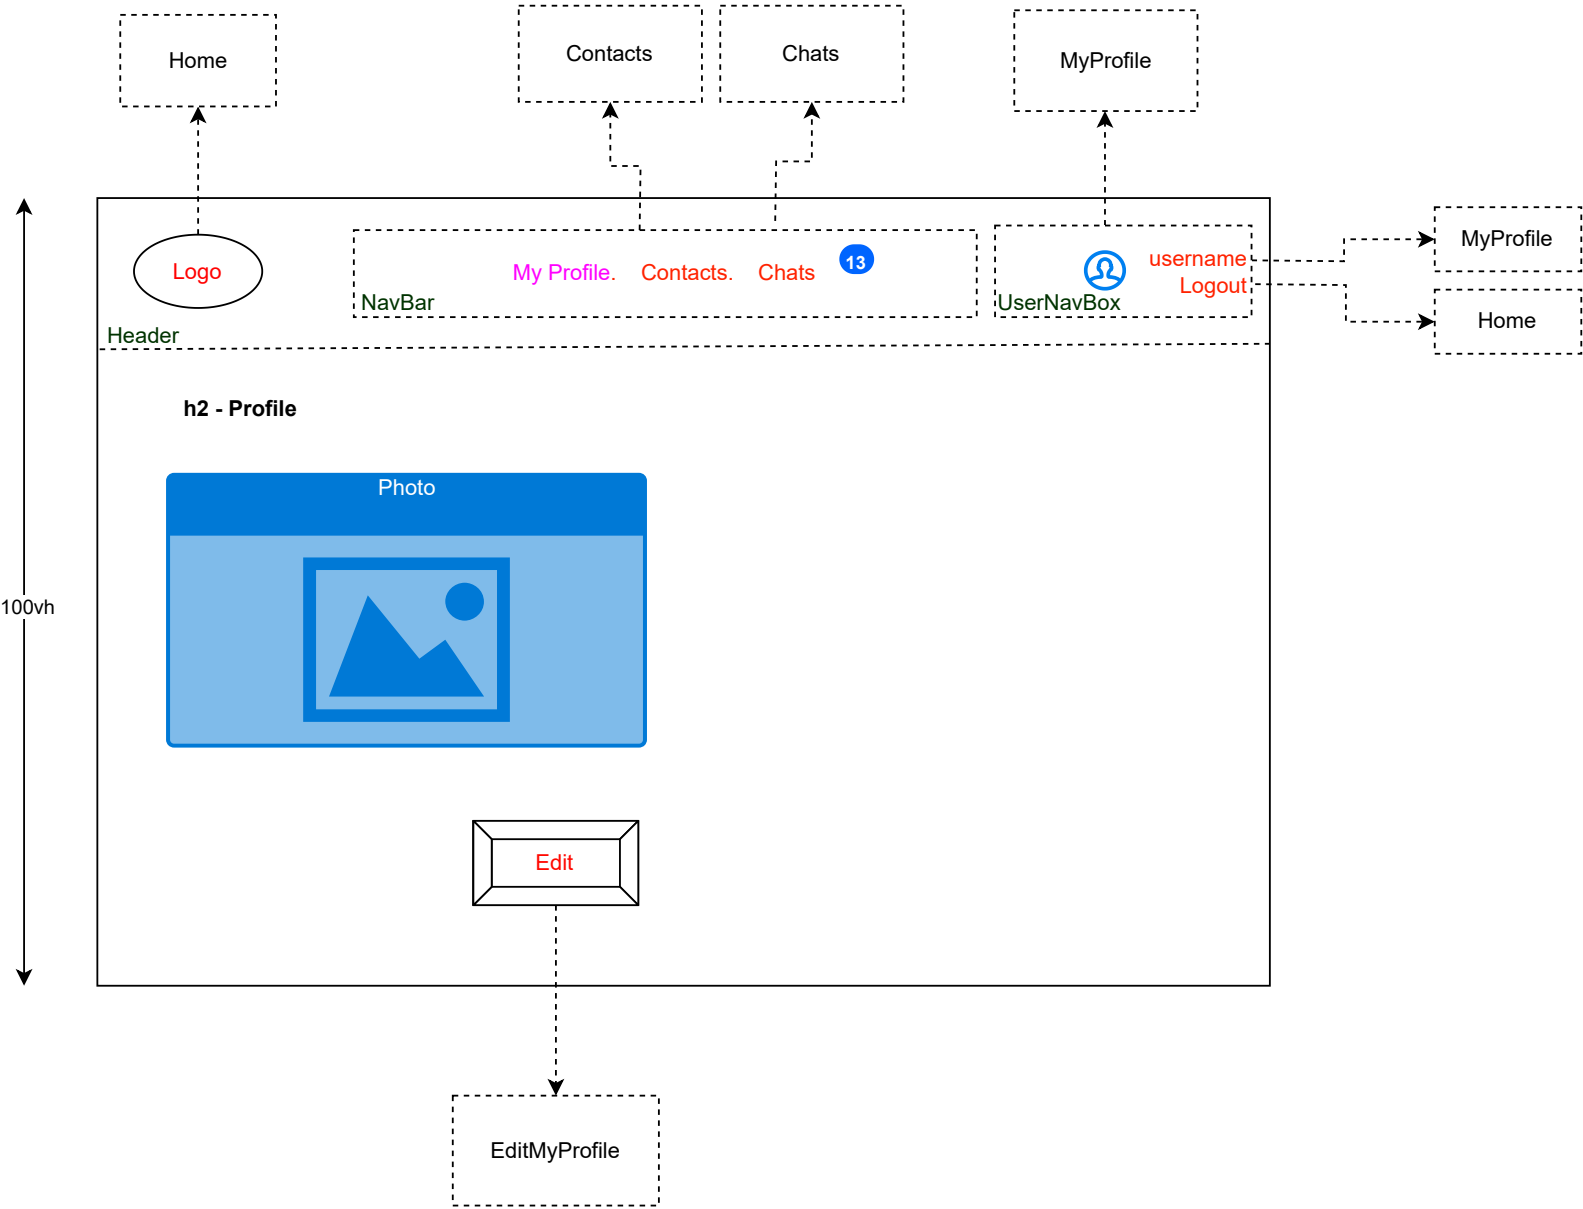 Home
Contacts
Chats
MyProfile
Logo
My Profile. Contacts. Chats
13
NavBar
username
Logout
UserNavBox
MyProfile
Home
Header
h2 - Profile
Photo
100vh
Edit
EditMyProfile